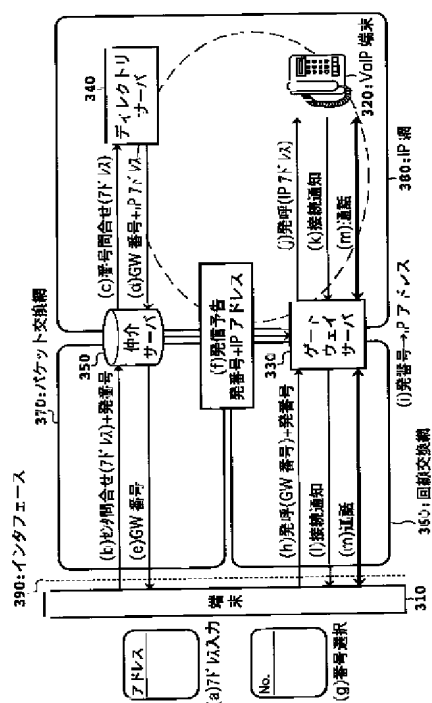 390:インタフェース
370:パケット交換網
アドレス
(a)アドレス入力
No.
(g)番号選択
端末
310
(b)センタ問合せ(アドレス)+発番号
(e)GW番号
350
仲介
サーバ
(c)番号問合せ(アドレス)
(d)GW番号+IPアドレス
340
ディレクトリ
サーバ
(f)発信予告
発番号+IPアドレス
(h)発呼(GW番号)+発番号
(l)接続通知
(m)通話
330
ゲート
ウェイ
サーバ
(j)発呼(IPアドレス)
(k)接続通知
(m)通話
320:VoIP端末
(i)発番号→IPアドレス
360:回線交換網
380:IP網